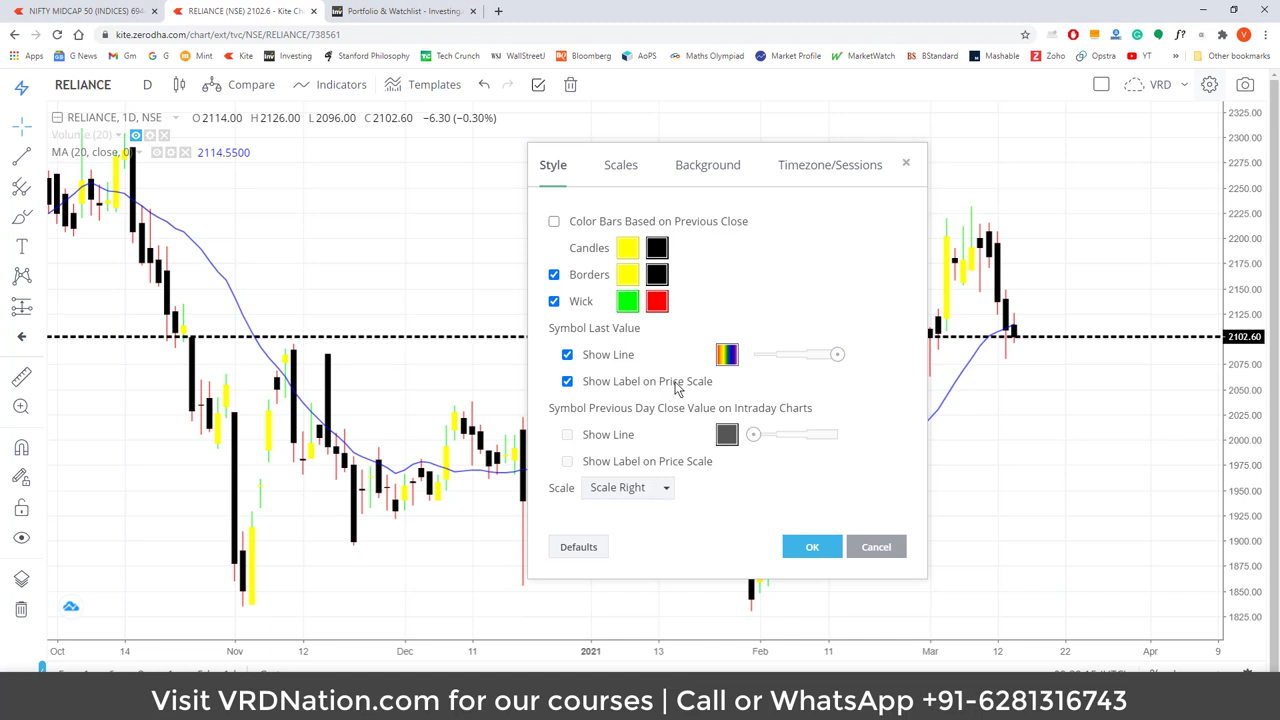 NIFTY MIDCAP 50 (INDICES) 694
RELIANCE (NSE) 2102.6 - Kite Cha
Portfolio & Watchlist - Investing.
kite.zerodha.com/chart/ext/tvc/NSE/RELIANCE/738561
Apps M Mint Gm G Kite Investing Stanford Philosophy Tech Crunch WallStreet! Bloomberg AoPS Maths Olympiad Market Profile MarketWatch BStandard Mashable Zoho Opstra YT » Other bookmarks
RELIANCE D Compare Indicators Templates VRD
RELIANCE, 1D, NSE O2114.00 H2126.00 L2096.00 C2102.60 −6.30 (−0.30%)
Volume (20)
MA (20, close, 0) 2114.5500
Style Scales Background Timezone/Sessions ×
Color Bars Based on Previous Close
Candles
Borders
Wick
Symbol Last Value
Show Line
Show Label on Price Scale
Symbol Previous Day Close Value on Intraday Charts
Show Line
Show Label on Price Scale
Scale Scale Right
Defaults OK Cancel
2325.00
2300.00
2275.00
2250.00
2225.00
2200.00
2175.00
2150.00
2125.00
2102.60
2075.00
2050.00
2025.00
2000.00
1975.00
1950.00
1925.00
1900.00
1875.00
1850.00
1825.00
Oct 14 Nov 12 Dec 11 2021 13 Feb 11 Mar 12 22 Apr 9
Visit VRDNation.com for our courses | Call or WhatsApp +91-6281316743